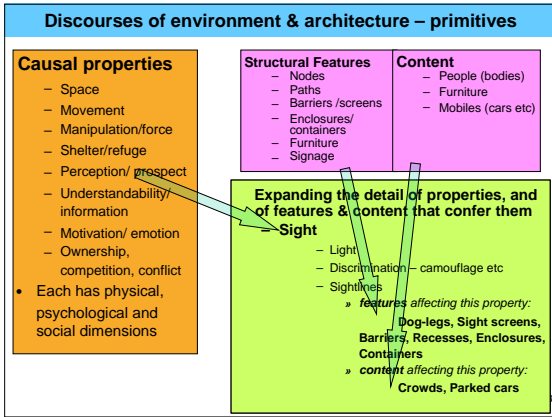 Discourses of environment & architecture – primitives
Causal properties
– Space
– Movement
– Manipulation/force
– Shelter/refuge
– Perception/ prospect
– Understandability/
information
– Motivation/ emotion
– Ownership,
competition, conflict
• Each has physical,
psychological and
social dimensions
Structural Features
– Nodes
– Paths
– Barriers /screens
– Enclosures/
containers
– Furniture
– Signage
Content
– People (bodies)
– Furniture
– Mobiles (cars etc)
Expanding the detail of properties, and
of features & content that confer them
– Sight
– Light
– Discrimination – camouflage etc
– Sightlines
» features affecting this property:
Dog-legs, Sight screens,
Barriers, Recesses, Enclosures,
Containers
» content affecting this property:
Crowds, Parked cars